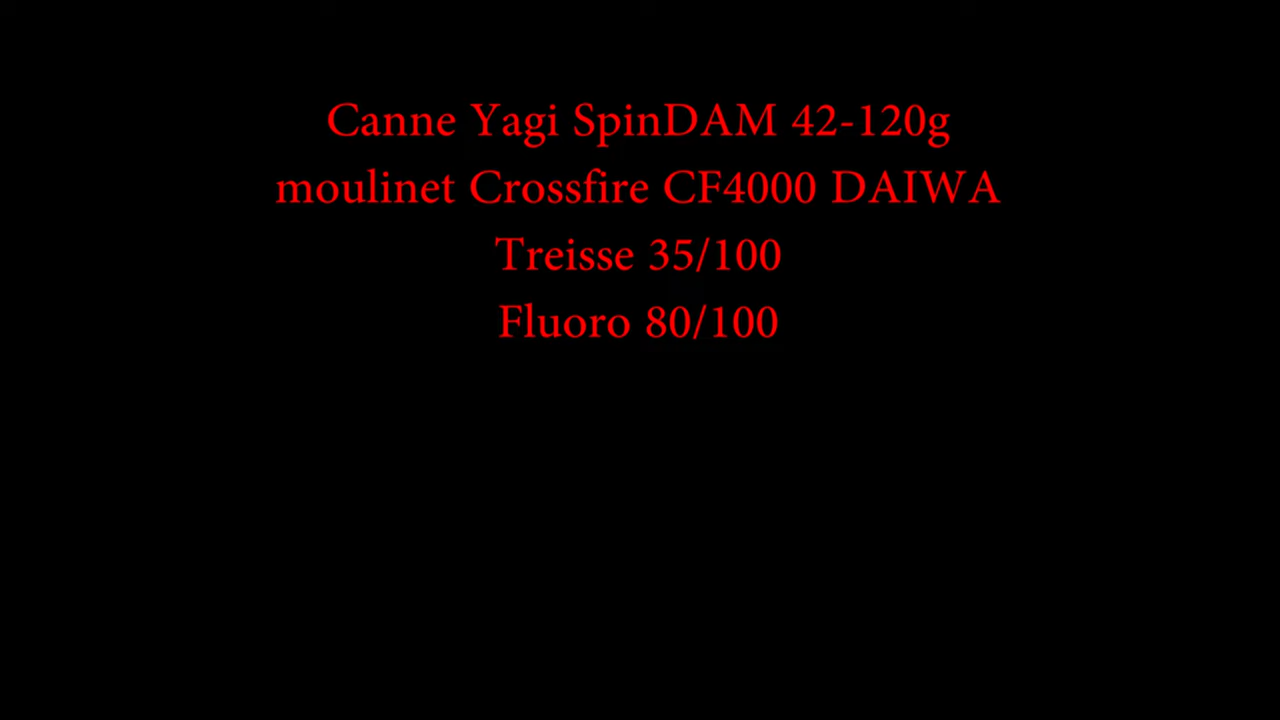 Canne Yagi SpinDAM 42-120g
moulinet Crossfire CF4000 DAIWA
Treisse 35/100
Fluoro 80/100